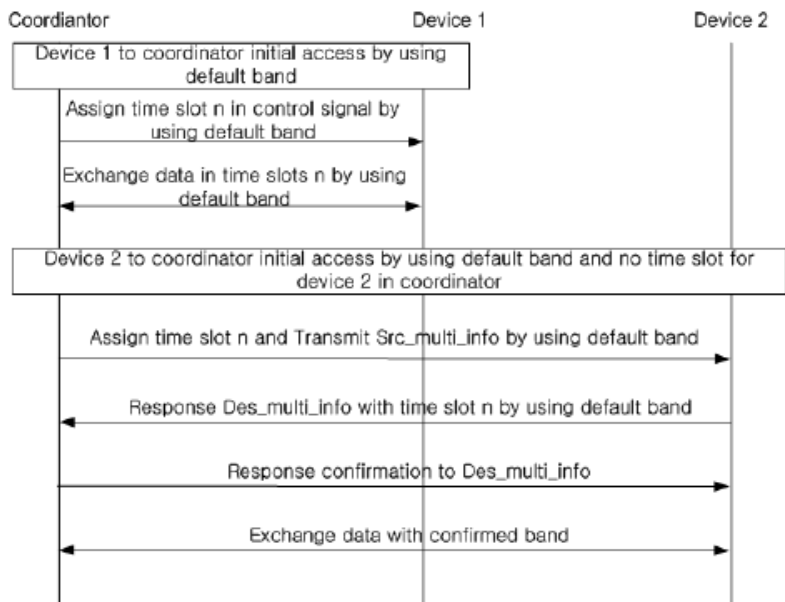 Coordiantor Device 1 Device 2
Device 1 to coordinator initial access by using
default band
Assign time slot n in control signal by
using default band
Exchange data in time slots n by using
default band
Device 2 to coordinator initial access by using default band and no time slot for
device 2 in coordinator
Assign time slot n and Transmit Src_multi_info by using default band
Response Des_multi_info with time slot n by using default band
Response confirmation to Des_multi_info
Exchange data with confirmed band